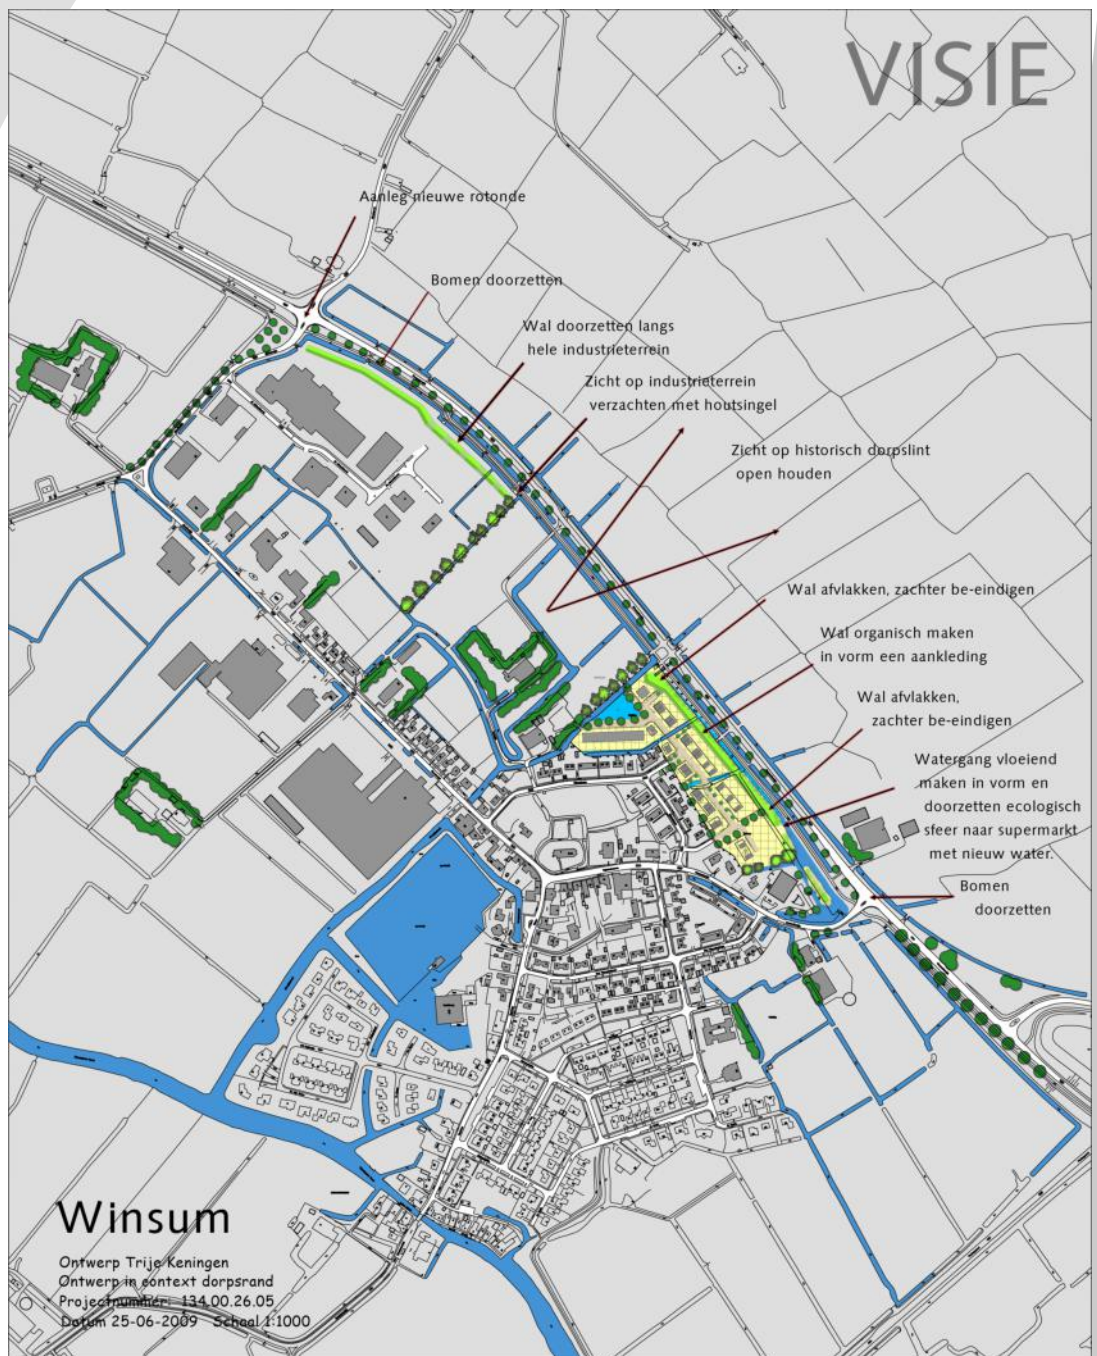 VISIE
Aanleg nieuwe rotonde
Bomen doorzetten
Wal doorzetten langs
hele industrieterrein
Zicht op industrieterrein
verzachten met houtsingel
Zicht op historisch dorpslint
open houden
Wal afvlakken, zachter be-eindigen
Wal organisch maken
in vorm een aankleding
Wal afvlakken,
zachter be-eindigen
Watergang vloeiend
maken in vorm en
doorzetten ecologisch
sfeer naar supermarkt
met nieuw water.
Bomen
doorzetten
Winsum
Ontwerp Trije Keningen
Ontwerp in context dorpsrand
Projectnummer: 134.00.26.05
Datum 25-06-2009 Schaal 1:1000